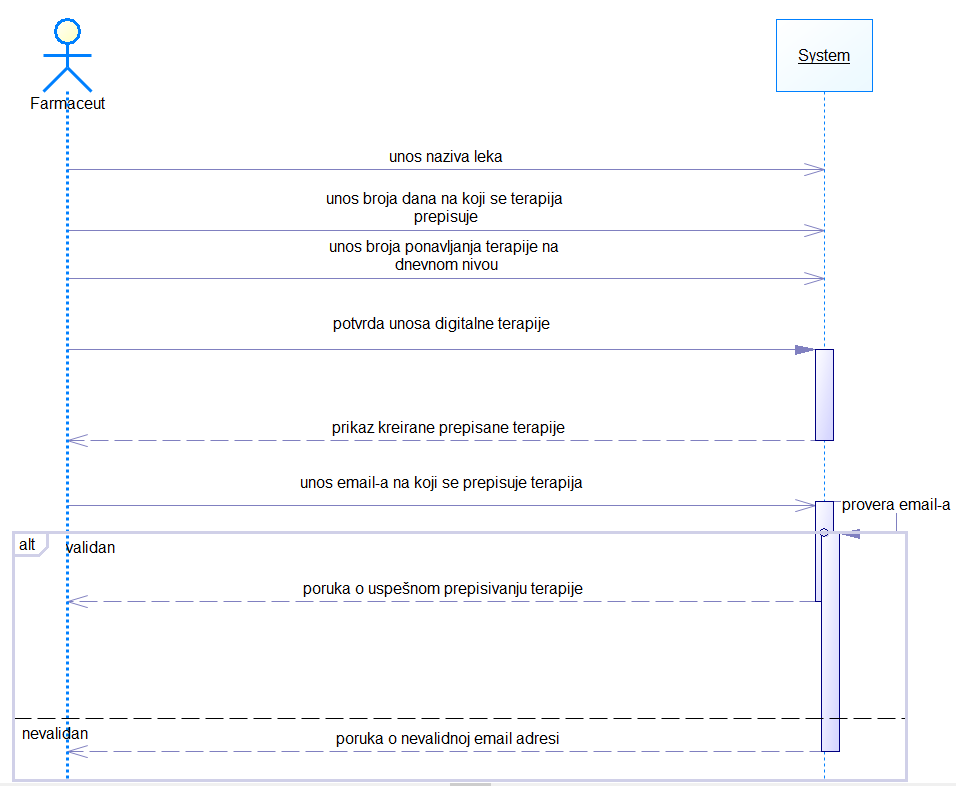 System
Farmaceut
unos naziva leka
unos broja dana na koji se terapija
prepisuje
unos broja ponavljanja terapije na
dnevnom nivou
potvrda unosa digitalne terapije
prikaz kreirane prepisane terapije
unos email-a na koji se prepisuje terapija
provera email-a
alt
validan
poruka o uspešnom prepisivanju terapije
nevalidan
poruka o nevalidnoj email adresi